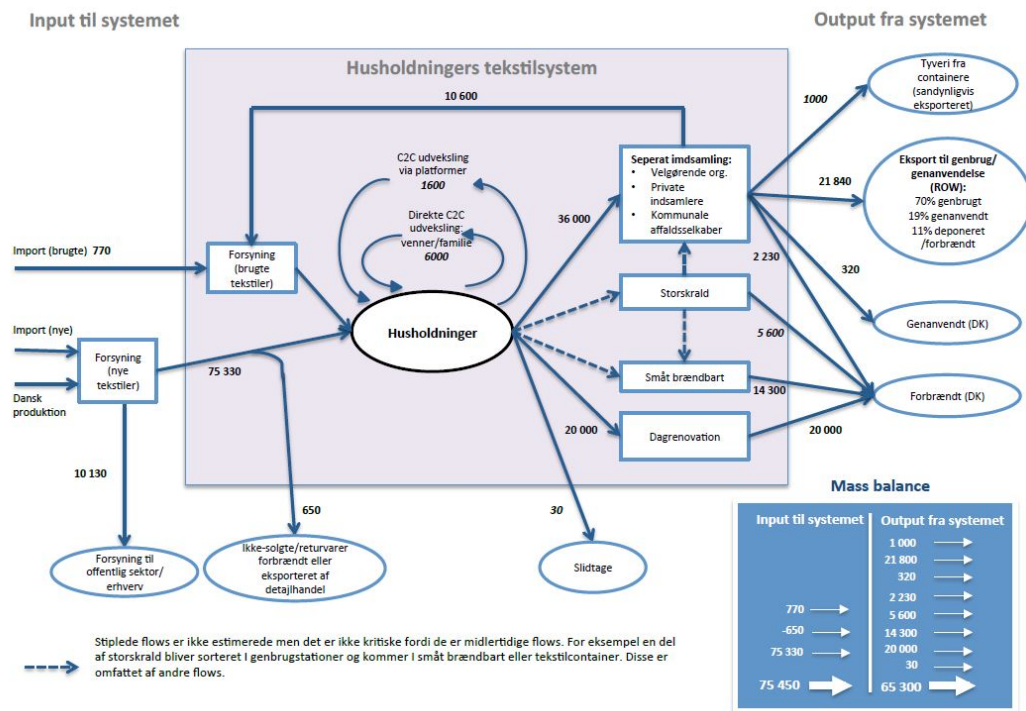 Input til systemet
Output fra systemet
Husholdningers tekstilsystem
10 600
C2C udveksling
via platformer
1600
Direkte C2C
udveksling:
venner/familie
6000
Seperat indsamling:
• Velgørende org.
• Private
indsamlere
• Kommunale
affaldsselkaber
1000
Tyveri fra
containere
(sandynligvis
eksporteret)
21 840
Eksport til genbrug/
genanvendelse
(ROW):
70% genbrugt
19% genanvendt
11% deponeret
/forbrændt
36 000
2 230
320
Import (brugte) 770
Forsyning
(brugte
tekstiler)
Husholdninger
Storskrald
5 600
Genanvendt (DK)
Import (nye)
Forsyning
(nye
tekstiler)
Dansk
produktion
75 330
Småt brændbart
14 300
Forbrændt (DK)
20 000
Dagrenovation
20 000
10 130
650
30
Forsyning til
offentlig sektor/
erhverv
Ikke-solgte/returvarer
forbrændt eller
eksporteret af
detajlhandel
Slidtage
Mass balance
Input til systemet
Output fra systemet
1 000
21 800
320
2 230
770
5 600
-650
14 300
75 330
20 000
30
75 450
65 300
Stiplede flows er ikke estimerede men det er ikke kritiske fordi de er midlertidige flows. For eksempel en del
af storskrald bliver sorteret I genbrugstationer og kommer I småt brændbart eller tekstilcontainer. Disse er
omfattet af andre flows.